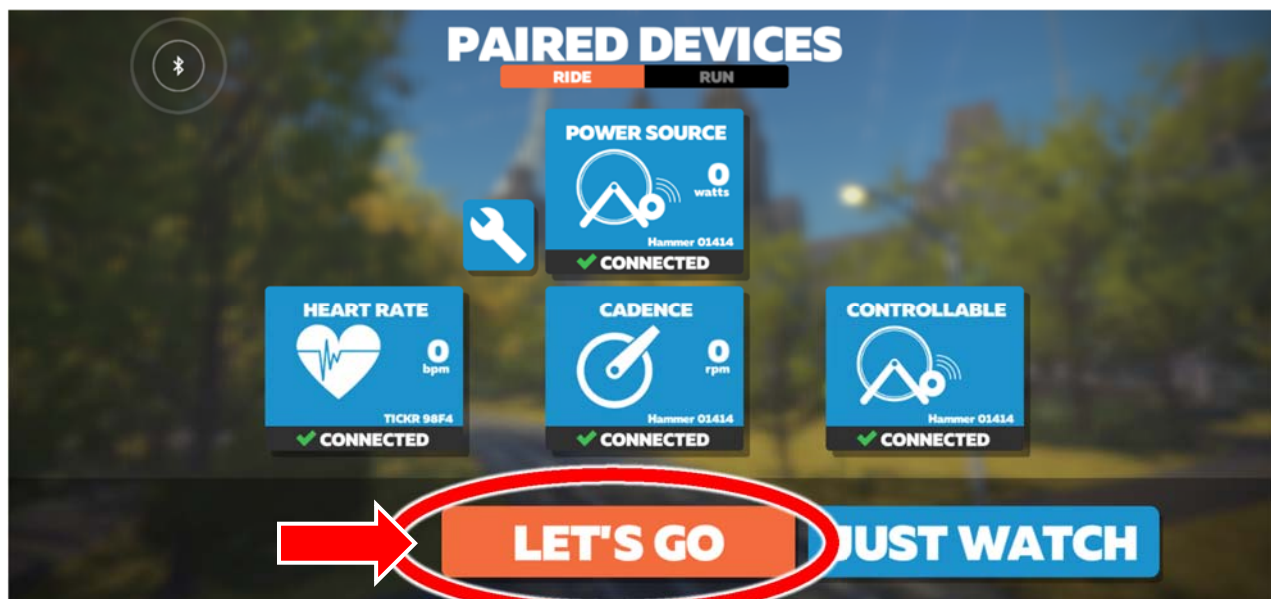 PAIRED DEVICES
RIDE RUN
POWER SOURCE
0
watts
Hammer 01414
CONNECTED
HEART RATE
0
bpm
TICKR 98F4
CONNECTED
CADENCE
0
rpm
Hammer 01414
CONNECTED
CONTROLLABLE
Hammer 01414
CONNECTED
LET'S GO
JUST WATCH